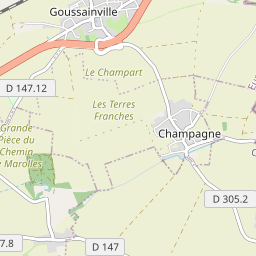 Goussainville
Le Champart
D 147.12
Les Terres
Franches
Champagne
Grande
Pièce du
Chemin
Marolles
D 305.2
D 147
7.8